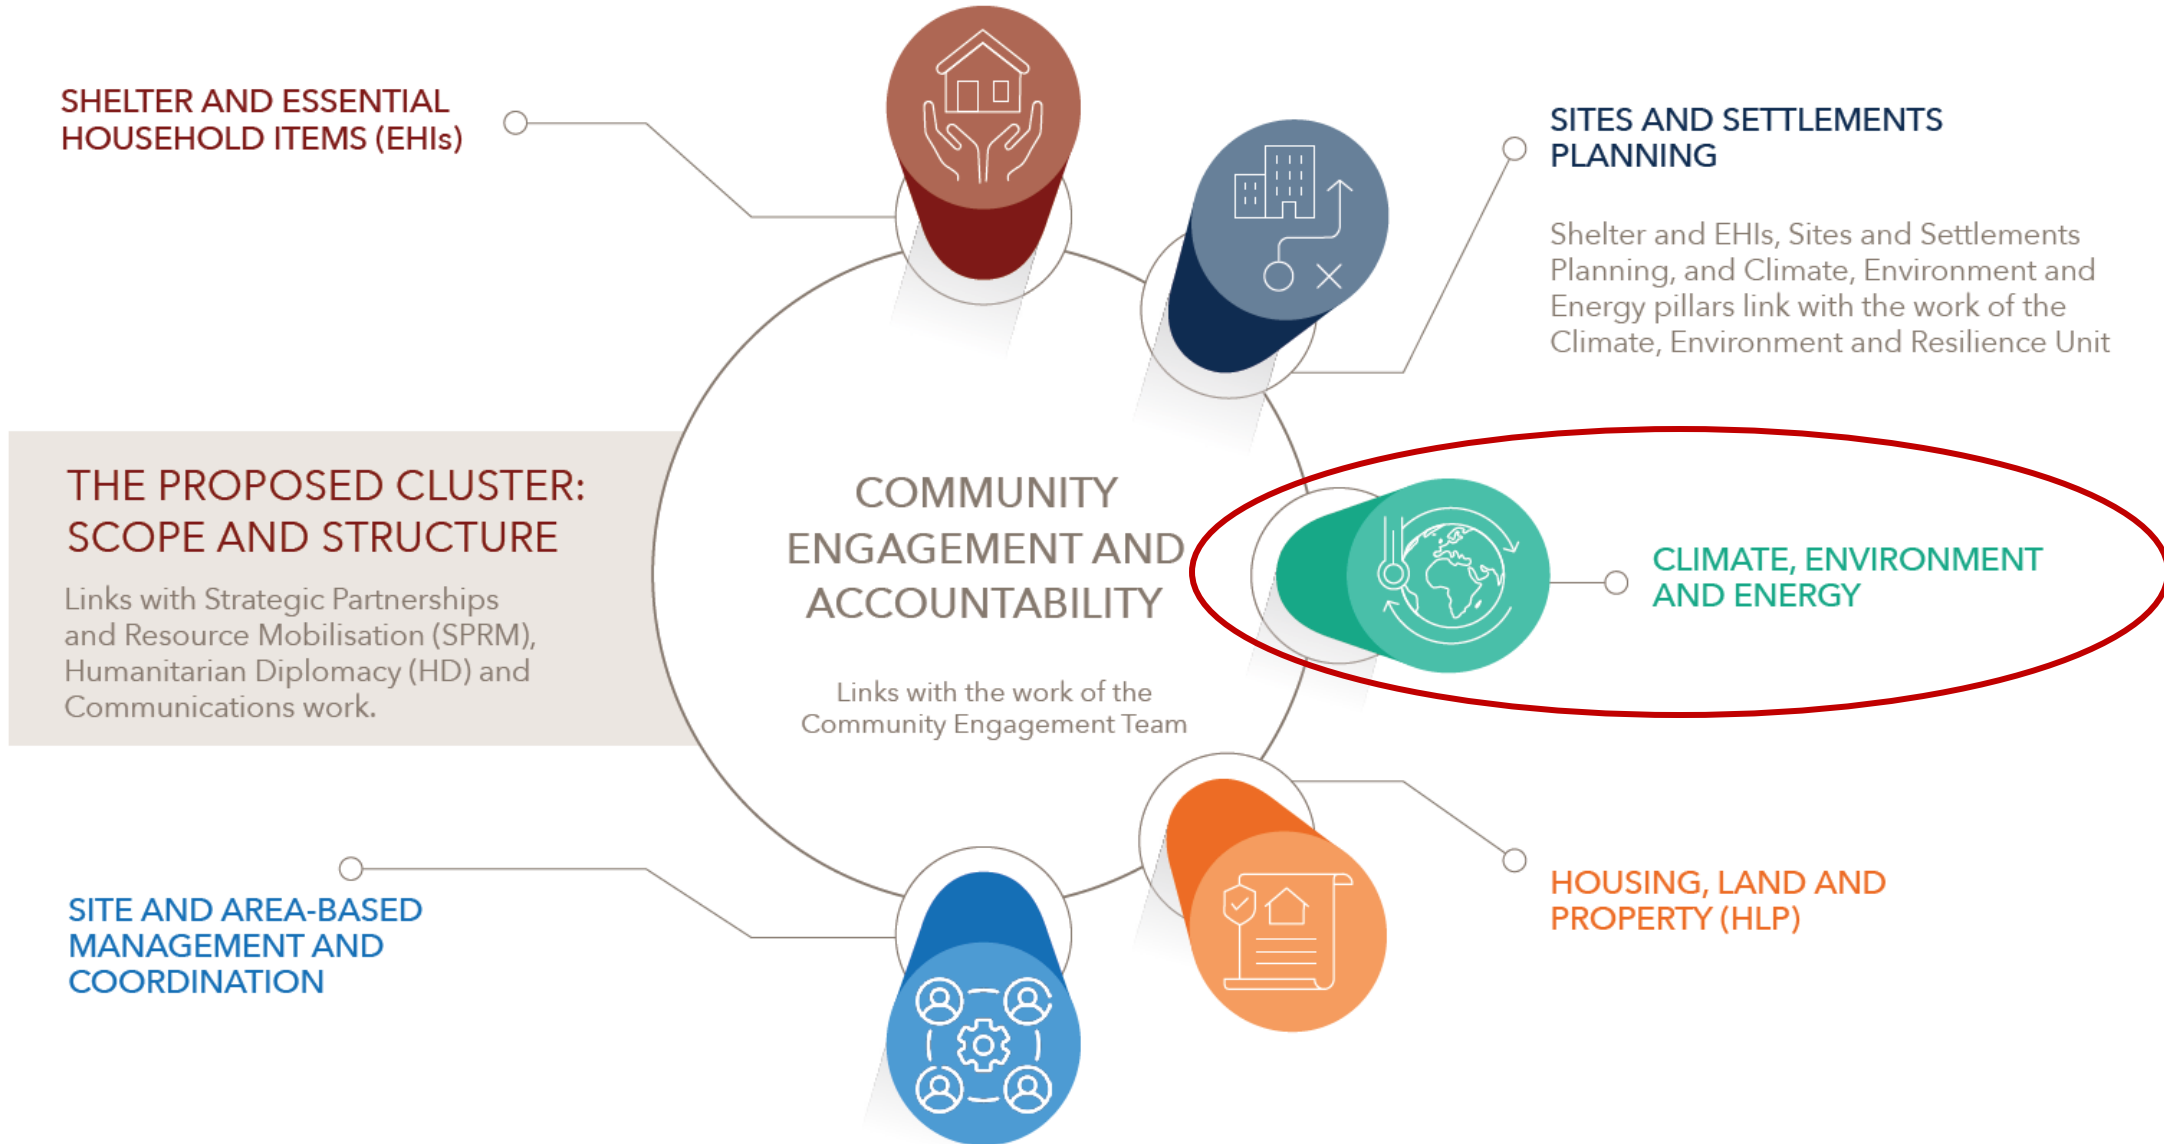 SHELTER AND ESSENTIAL
HOUSEHOLD ITEMS (EHIs)
SITES AND SETTLEMENTS
PLANNING
Shelter and EHIs, Sites and Settlements
Planning, and Climate, Environment and
Energy pillars link with the work of the
Climate, Environment and Resilience Unit
THE PROPOSED CLUSTER:
SCOPE AND STRUCTURE
Links with Strategic Partnerships
and Resource Mobilisation (SPRM),
Humanitarian Diplomacy (HD) and
Communications work.
COMMUNITY
ENGAGEMENT AND
ACCOUNTABILITY
Links with the work of the
Community Engagement Team
CLIMATE, ENVIRONMENT
AND ENERGY
HOUSING, LAND AND
PROPERTY (HLP)
SITE AND AREA-BASED
MANAGEMENT AND
COORDINATION